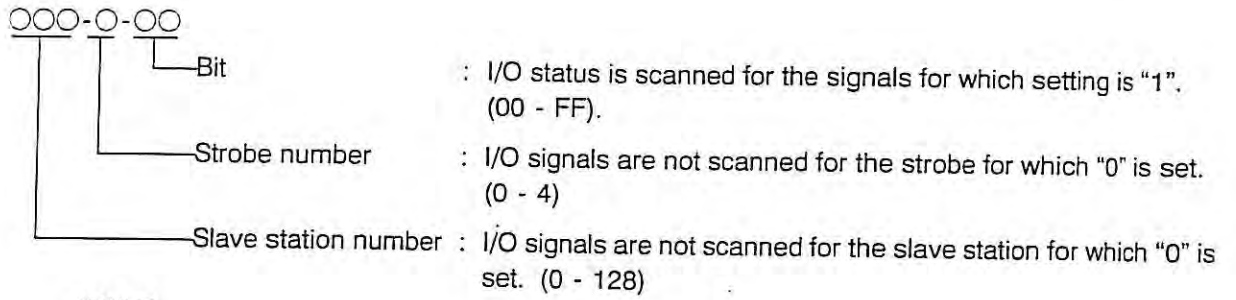 ○○○-○-○○
Bit : I/O status is scanned for the signals for which setting is "1".
(00 - FF).
Strobe number : I/O signals are not scanned for the strobe for which "0" is set.
(0 - 4)
Slave station number : I/O signals are not scanned for the slave station for which "0" is
set. (0 - 128)